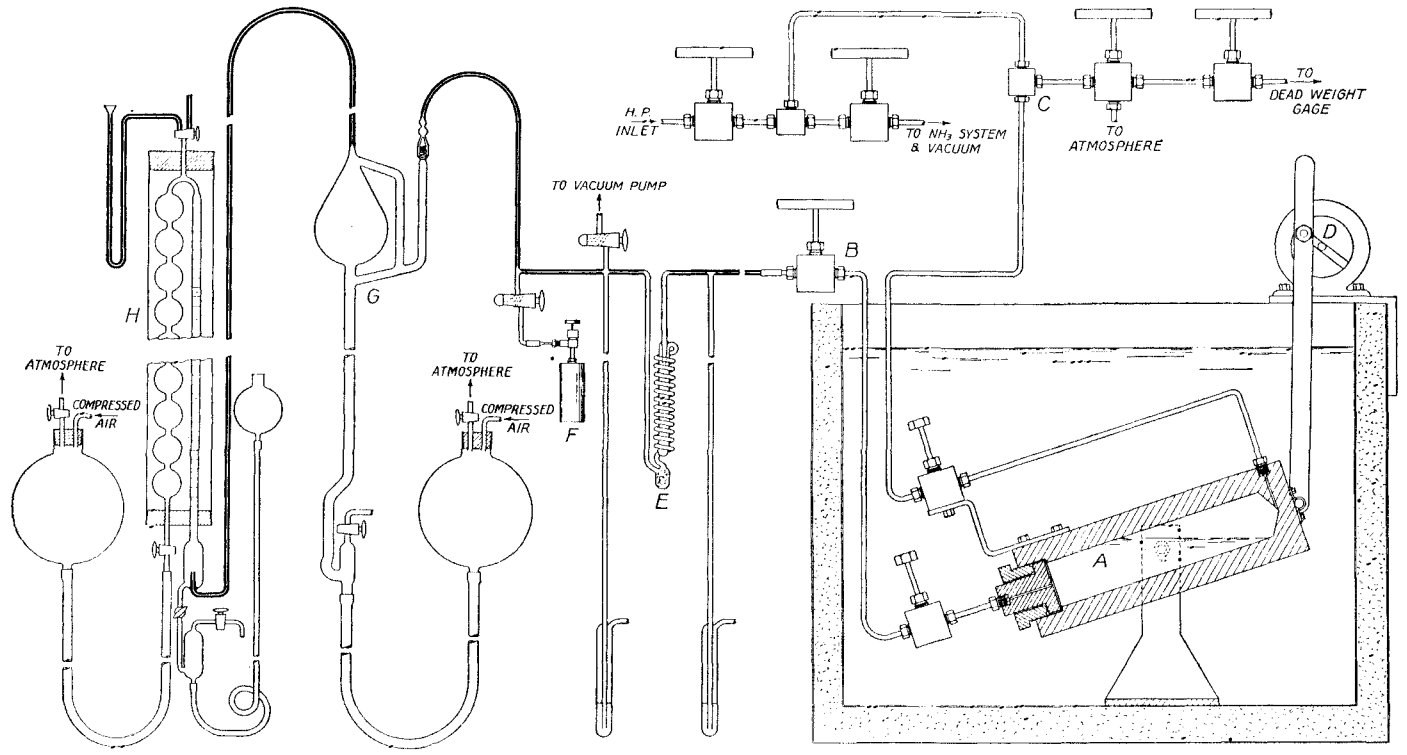 H.P.
INLET
TO NH₃ SYSTEM
& VACUUM
C
TO
ATMOSPHERE
TO
DEAD WEIGHT
GAGE
TO VACUUM PUMP
B
D
G
H
TO
ATMOSPHERE
COMPRESSED
AIR
TO
ATMOSPHERE
COMPRESSED
AIR
F
E
A